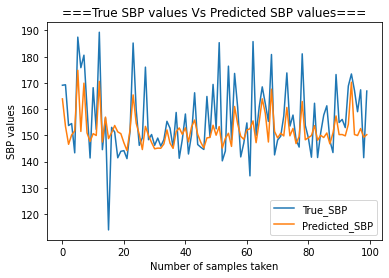 ===True SBP values Vs Predicted SBP values===
190
180
170
160
150
140
130
120
SBP values
0
20
40
60
80
100
Number of samples taken
True_SBP
Predicted_SBP